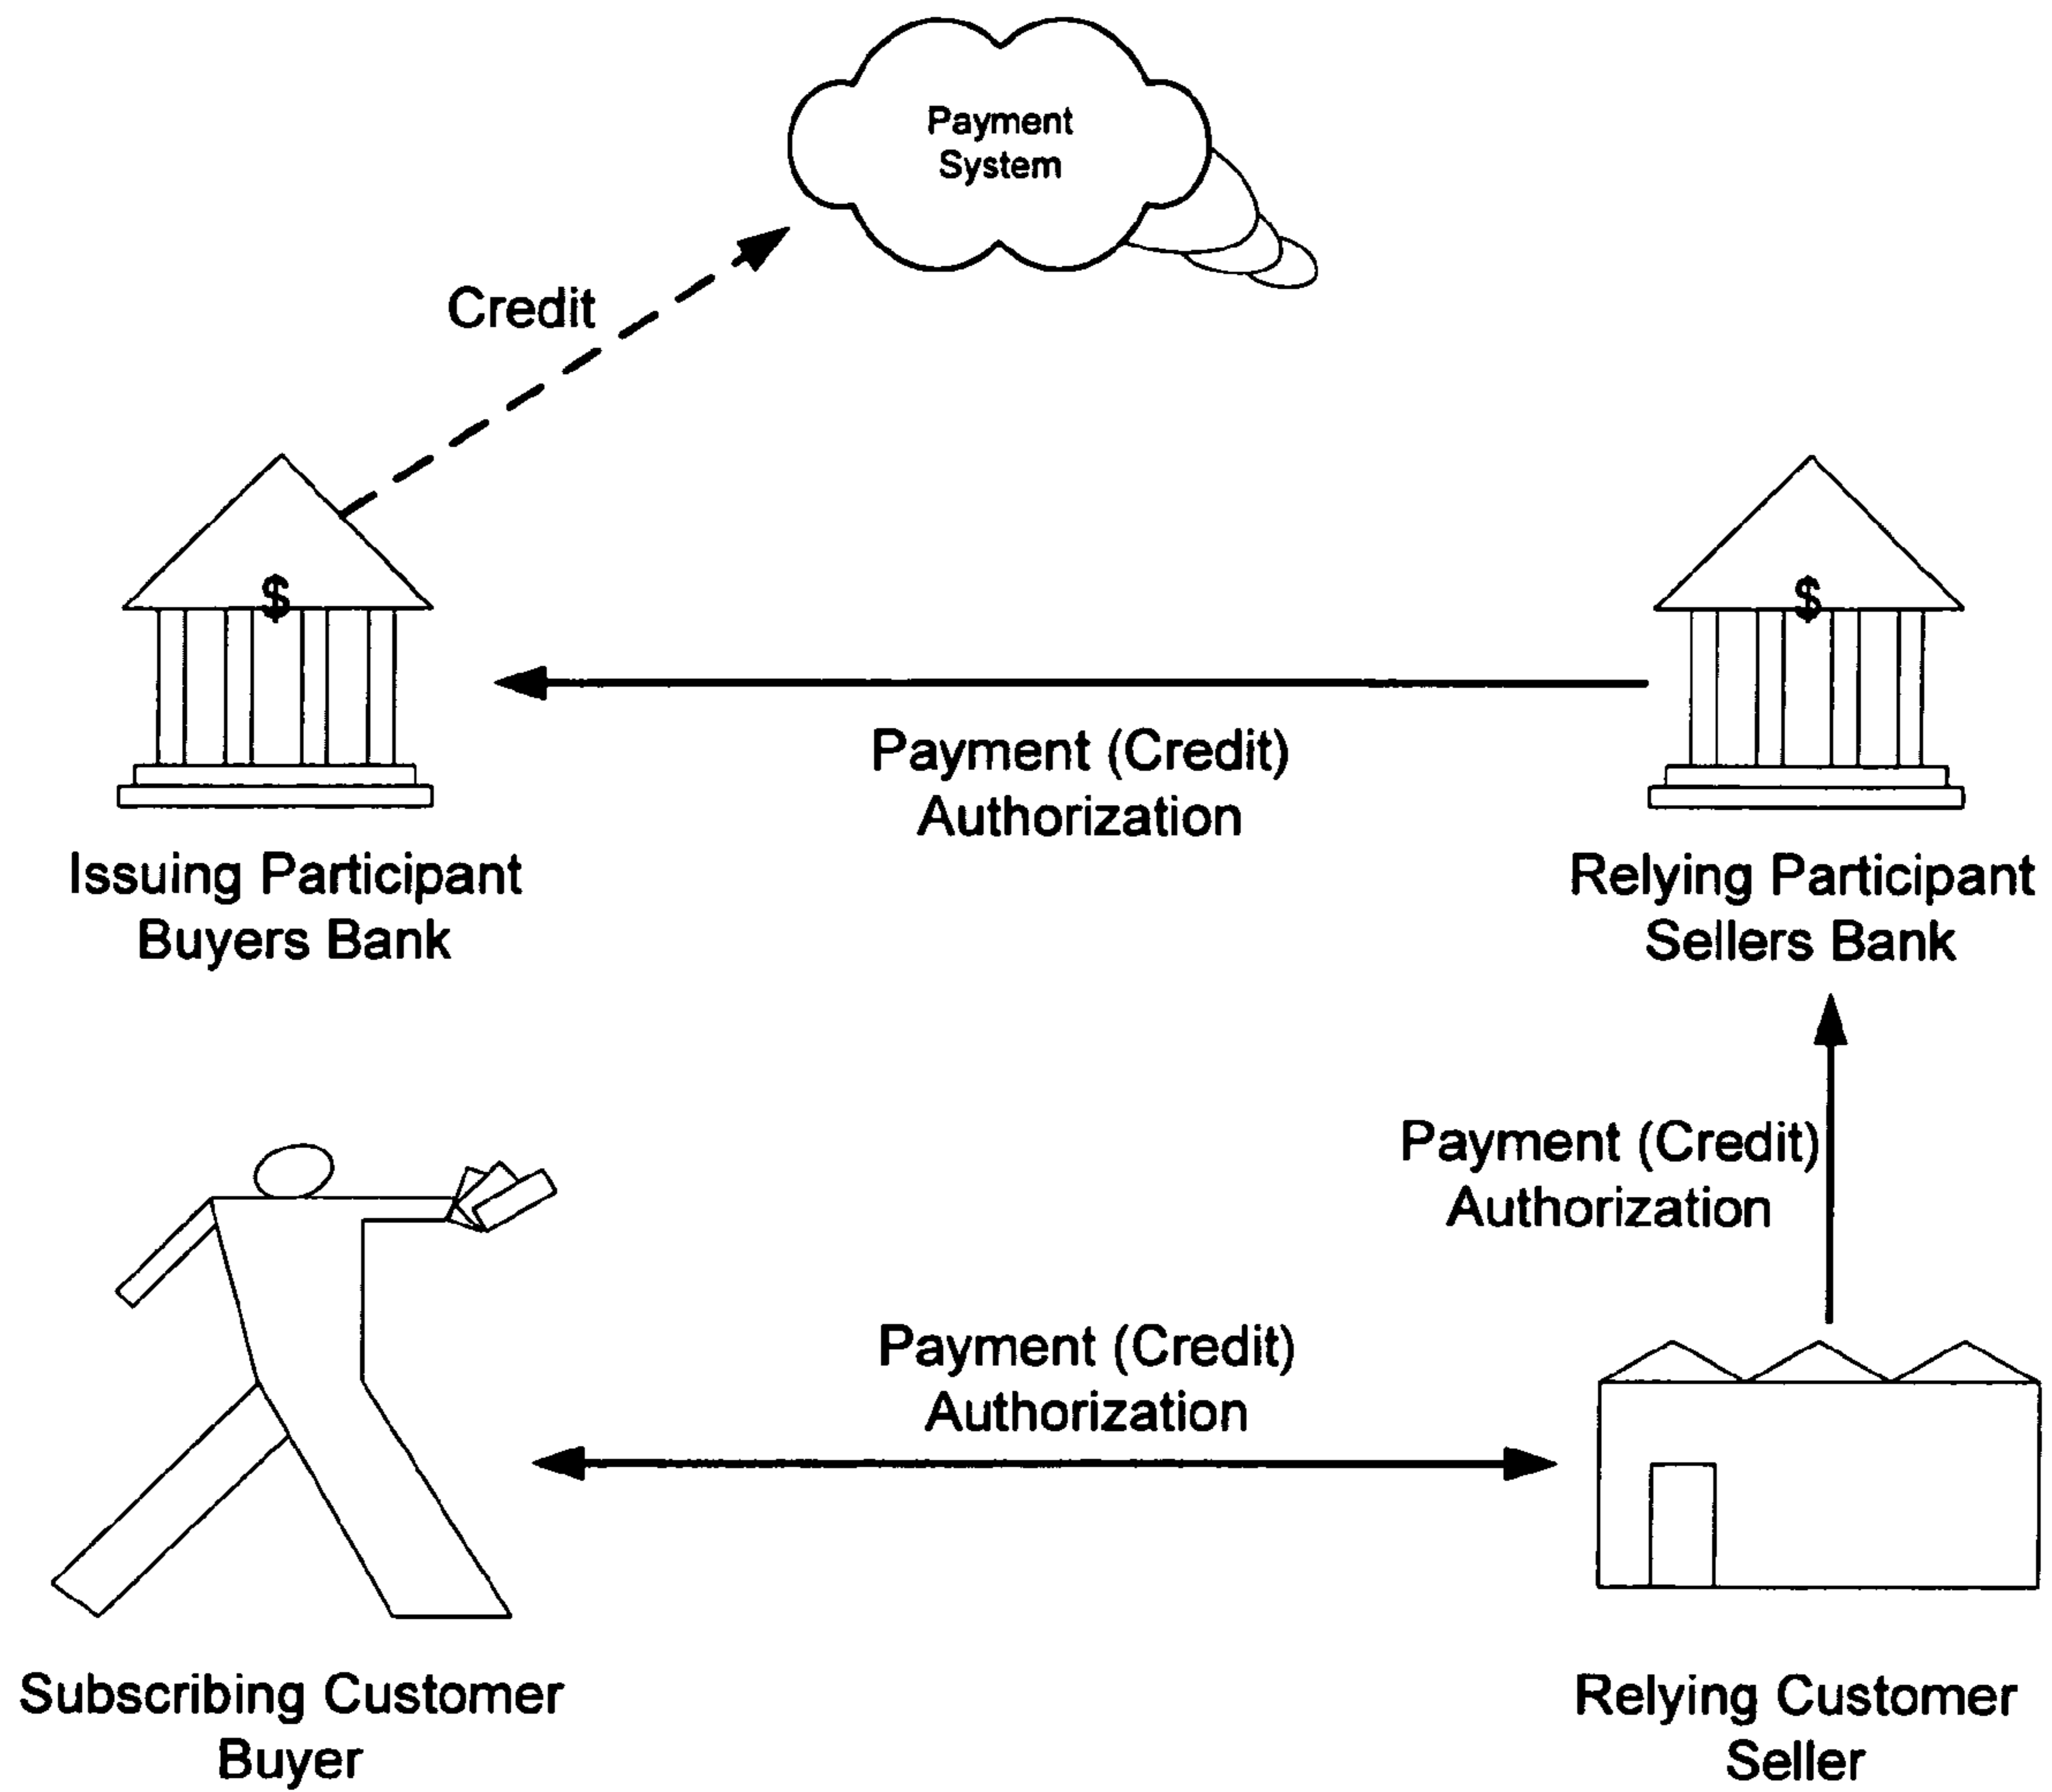 Payment
System
Credit
$
$
Payment (Credit)
Authorization
Issuing Participant
Buyers Bank
Relying Participant
Sellers Bank
Payment (Credit)
Authorization
Payment (Credit)
Authorization
Subscribing Customer
Buyer
Relying Customer
Seller